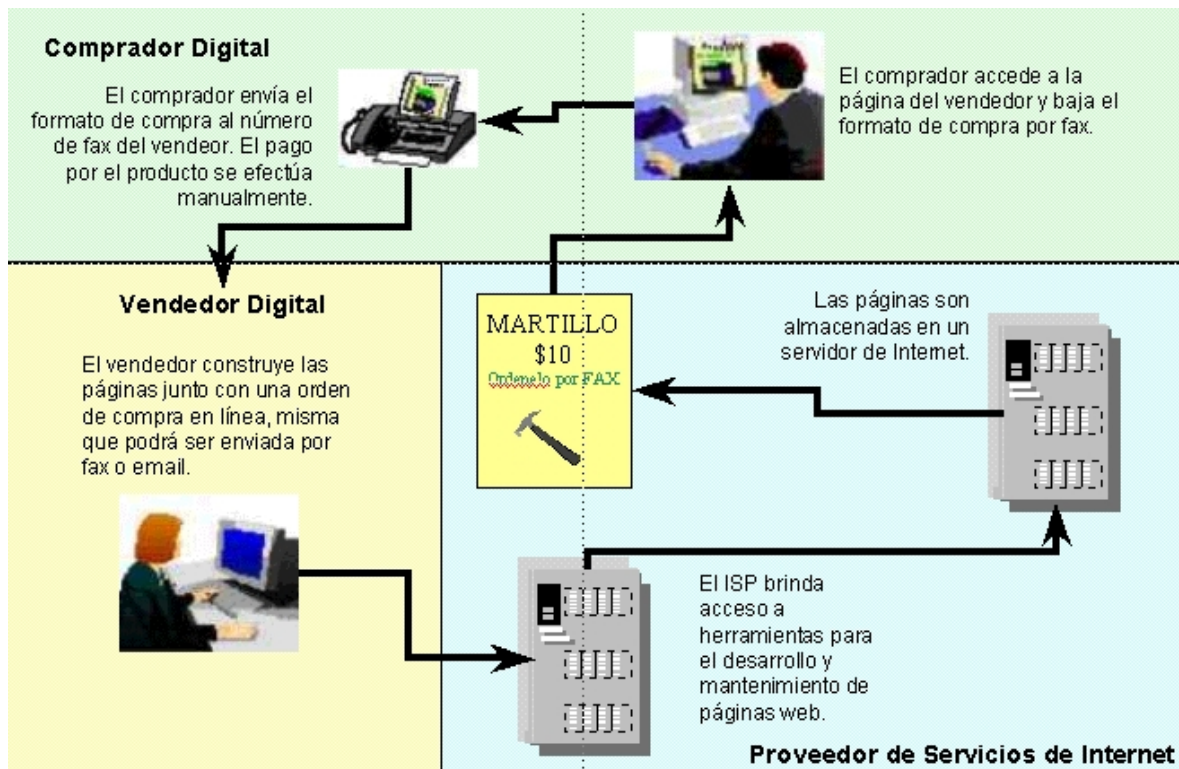 Comprador Digital
El comprador envía el
formato de compra al número
de fax del vendeor. El pago
por el producto se efectúa
manualmente.
El comprador accede a la
página del vendedor y baja el
formato de compra por fax.
Vendedor Digital
El vendedor construye las
páginas junto con una orden
de compra en línea, misma
que podrá ser enviada por
fax o email.
MARTILLO
$10
Ordenelo por FAX
Las páginas son
almacenadas en un
servidor de Internet.
El ISP brinda
acceso a
herramientas para
el desarrollo y
mantenimiento de
páginas web.
Proveedor de Servicios de Internet